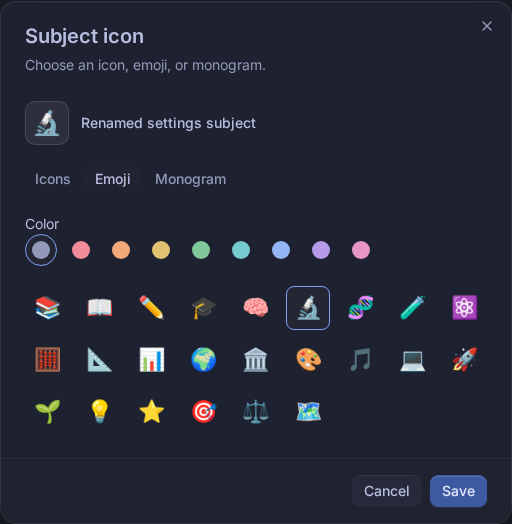 Subject icon
Choose an icon, emoji, or monogram.
Renamed settings subject
Icons Emoji Monogram
Color
Cancel Save